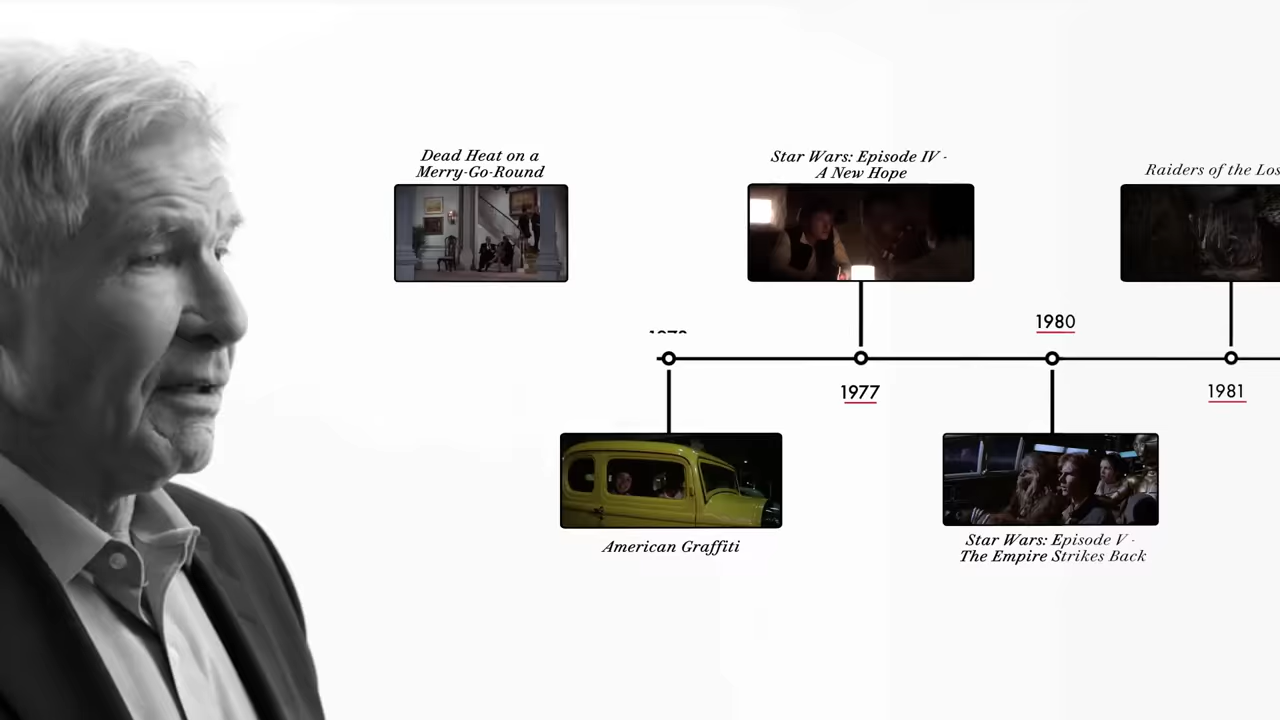 Dead Heat on a
Merry-Go-Round
Star Wars: Episode IV -
A New Hope
Raiders of the
1980
1977
1981
American Graffiti
Star Wars: Episode V -
The Empire Strikes Back